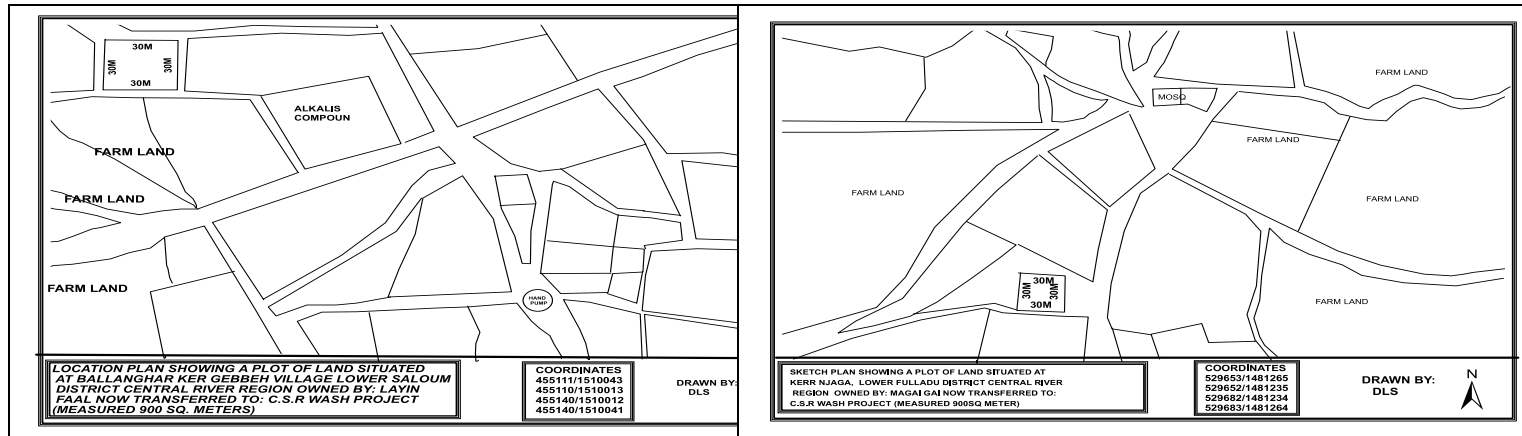 30M
30M
30M
30M
ALKALIS
COMPOUN
FARM LAND
FARM LAND
FARM LAND
HAND
PUMP
LOCATION PLAN SHOWING A PLOT OF LAND SITUATED
AT BALLANGHAR KER GEBBEH VILLAGE LOWER SALOUM
DISTRICT CENTRAL RIVER REGION OWNED BY: LAYIN
FAAL NOW TRANSFERED TO: C.S.R WASH PROJECT
(MEASURED 900 SQ. METERS)
COORDINATES
455111/1510043
455110/1510013
455140/1510012
455140/1510041
DRAWN BY:
DLS
FARM LAND
MOSQ
FARM LAND
FARM LAND
FARM LAND
30M
30M
30M
30M
FARM LAND
SKETCH PLAN SHOWING A PLOT OF LAND SITUATED AT
KERR NJAGA, LOWER FULLADU DISTRICT CENTRAL RIVER
REGION OWNED BY: MAGAI GAI NOW TRANSFERED TO:
C.S.R WASH PROJECT (MEASURED 900SQ METER)
COORDINATES
529653/1481265
529652/1481235
529682/1481234
529683/1481264
DRAWN BY:
DLS
N